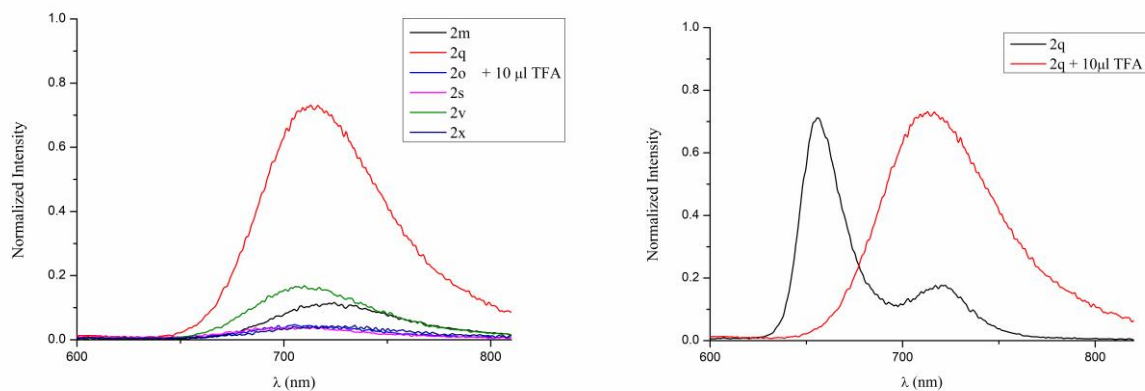 Normalized Intensity
1.0
0.8
0.6
0.4
0.2
0.0
600
700
800
λ (nm)
2m
2q
2o + 10 μl TFA
2s
2v
2x
Normalized Intensity
1.0
0.8
0.6
0.4
0.2
0.0
600
700
800
λ (nm)
2q
2q + 10μl TFA